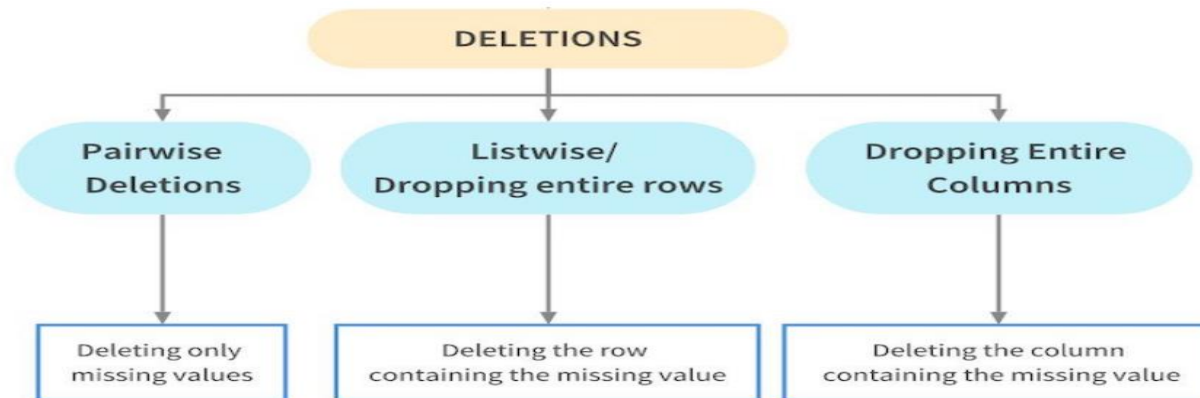 DELETIONS
Pairwise
Deletions
Listwise/
Dropping entire rows
Dropping Entire
Columns
Deleting only
missing values
Deleting the row
containing the missing value
Deleting the column
containing the missing value